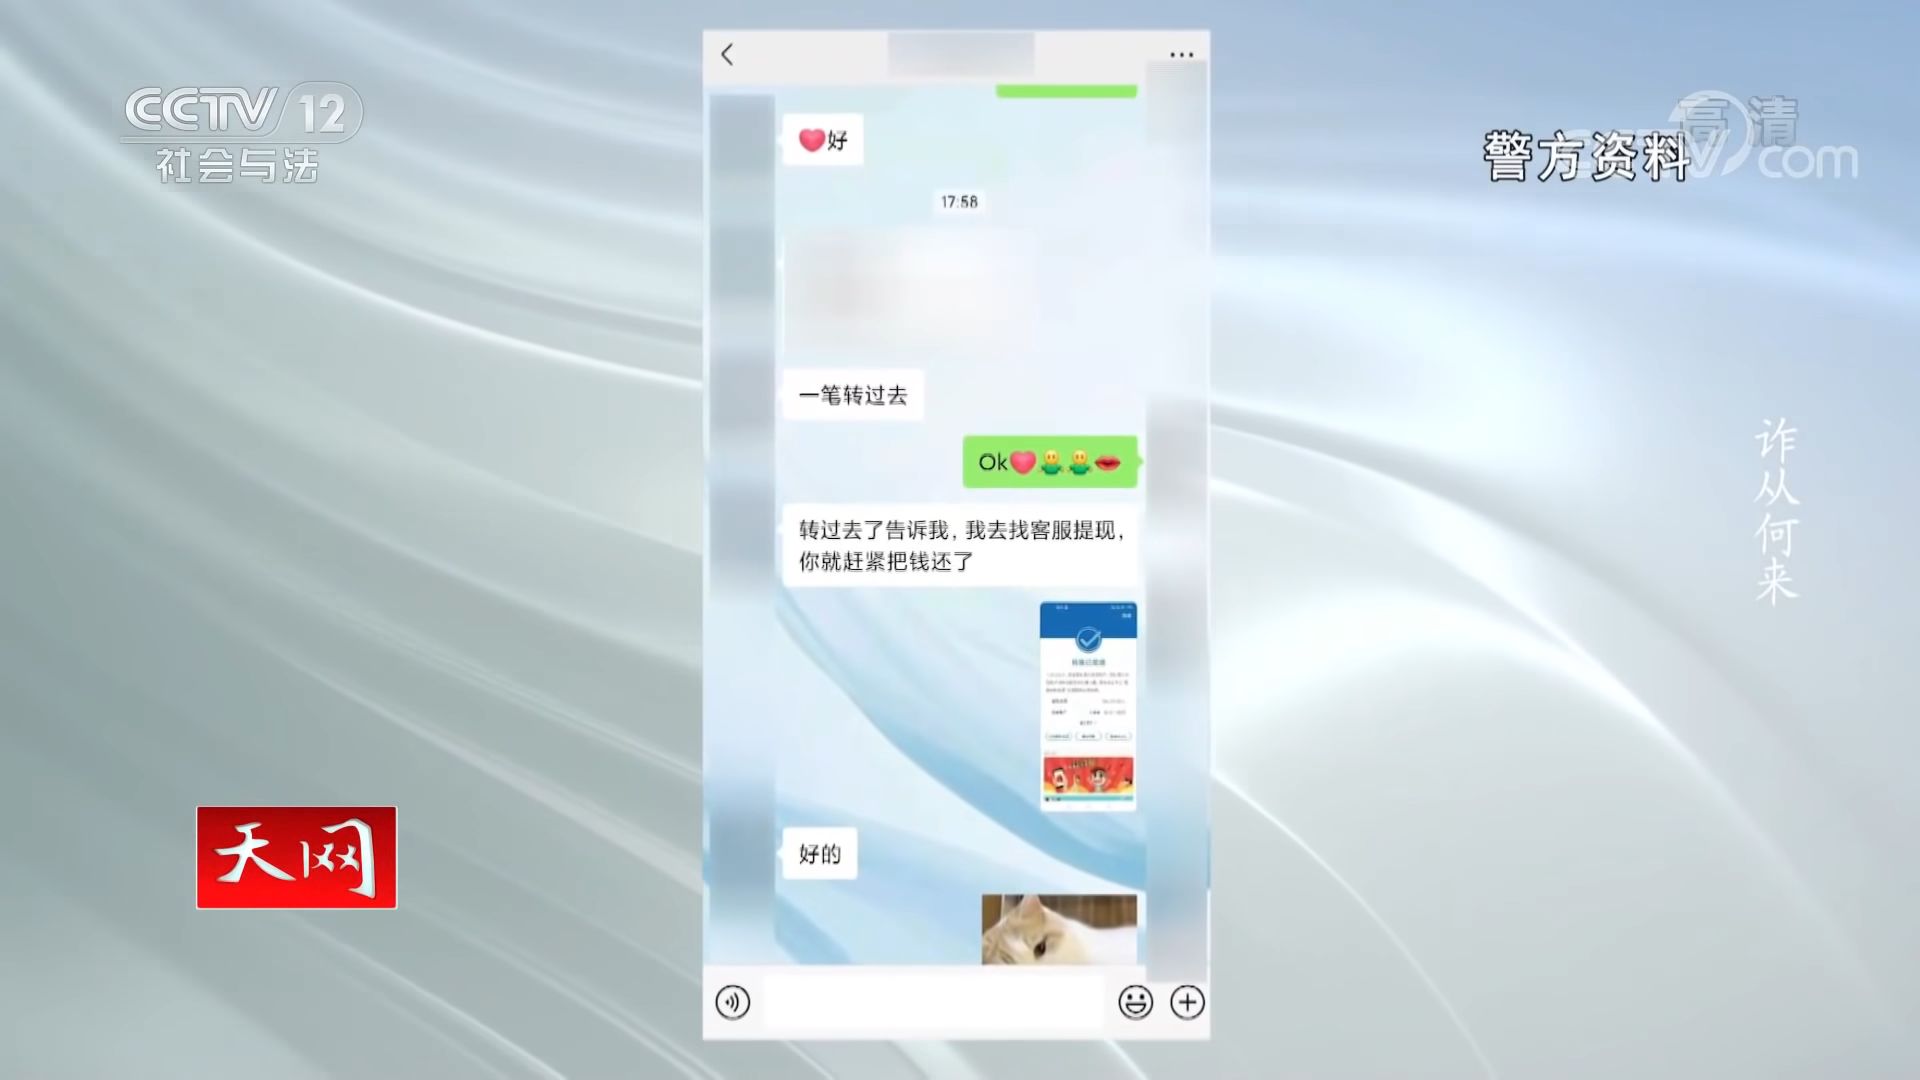 CCTV 12
社会与法
高清
CCTV.com
警方资料
好
17:58
一笔转过去
Ok
转过去了告诉我，我去找客服提现，
你就赶紧把钱还了
好的
诈从何来
天网